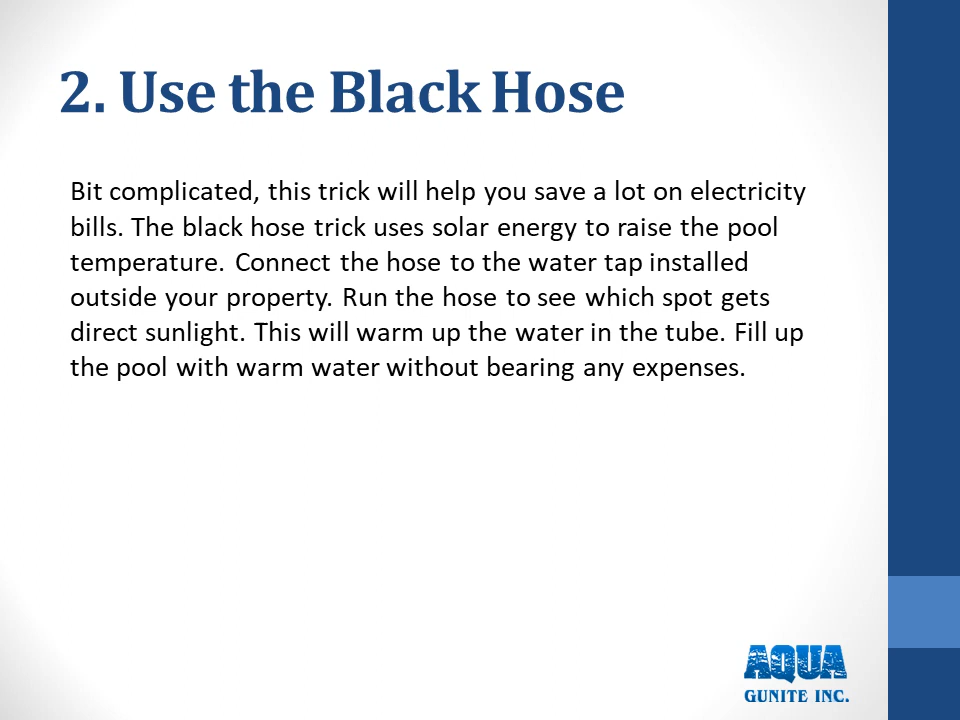 2. Use the Black Hose
Bit complicated, this trick will help you save a lot on electricity
bills. The black hose trick uses solar energy to raise the pool
temperature. Connect the hose to the water tap installed
outside your property. Run the hose to see which spot gets
direct sunlight. This will warm up the water in the tube. Fill up
the pool with warm water without bearing any expenses.
AQUA
GUNITE INC.